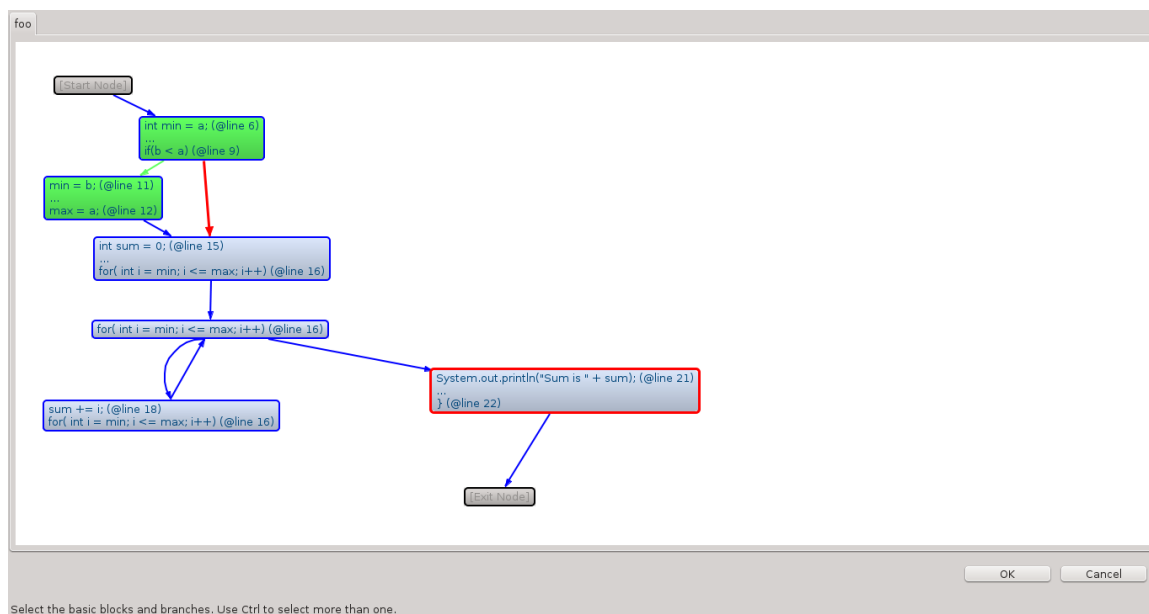 foo
[Start Node]
int min = a; (@line 6)
...
if(b < a) (@line 9)
min = b; (@line 11)
...
max = a; (@line 12)
int sum = 0; (@line 15)
...
for( int i = min; i <= max; i++) (@line 16)
for( int i = min; i <= max; i++) (@line 16)
System.out.println("Sum is " + sum); (@line 21)
...
} (@line 22)
sum += i; (@line 18)
for( int i = min; i <= max; i++) (@line 16)
[Exit Node]
OK
Cancel
Select the basic blocks and branches. Use Ctrl to select more than one.